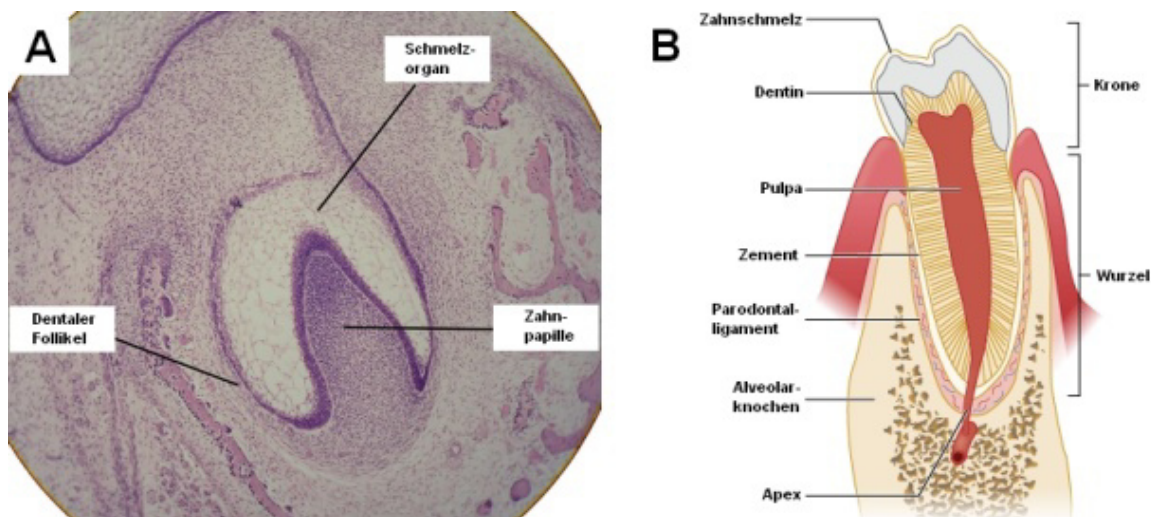 A
Schmelz-
organ
Dentaler
Follikel
Zahn-
papille
B
Zahnschmelz
Dentin
Pulpa
Zement
Parodontal-
ligament
Alveolar-
knochen
Apex
Krone
Wurzel